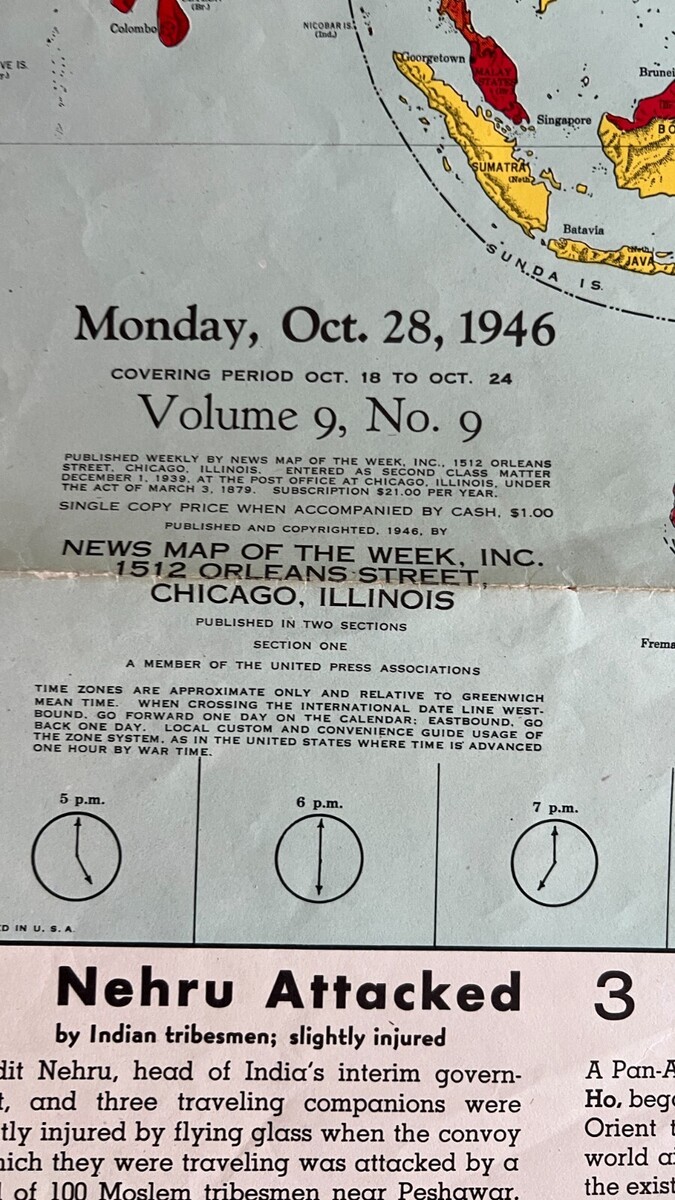 (Br.)
Colombo
NICOBAR IS.
(Ind.)
VE IS.
Georgetown
MALAY
STATES
(Br.)
Brunei
Singapore
BO
SUMATRA
(Neth.)
Batavia
(Neth.)
JAVA
SUNDA IS.
Monday, Oct. 28, 1946
COVERING PERIOD OCT. 18 TO OCT. 24
Volume 9, No. 9
PUBLISHED WEEKLY BY NEWS MAP OF THE WEEK, INC., 1512 ORLEANS
STREET, CHICAGO, ILLINOIS. ENTERED AS SECOND CLASS MATTER
DECEMBER 1, 1939, AT THE POST OFFICE AT CHICAGO, ILLINOIS, UNDER
THE ACT OF MARCH 3, 1879. SUBSCRIPTION $21.00 PER YEAR.
SINGLE COPY PRICE WHEN ACCOMPANIED BY CASH, $1.00
PUBLISHED AND COPYRIGHTED, 1946, BY
NEWS MAP OF THE WEEK, INC.
1512 ORLEANS STREET,
CHICAGO, ILLINOIS
PUBLISHED IN TWO SECTIONS
Frema
SECTION ONE
A MEMBER OF THE UNITED PRESS ASSOCIATIONS
TIME ZONES ARE APPROXIMATE ONLY AND RELATIVE TO GREENWICH
MEAN TIME. WHEN CROSSING THE INTERNATIONAL DATE LINE WEST-
BOUND, GO FORWARD ONE DAY ON THE CALENDAR; EASTBOUND, GO
BACK ONE DAY. LOCAL CUSTOM AND CONVENIENCE GUIDE USAGE OF
THE ZONE SYSTEM, AS IN THE UNITED STATES WHERE TIME IS ADVANCED
ONE HOUR BY WAR TIME.
5 p.m.
6 p.m.
7 p.m.
D IN U. S. A.
Nehru Attacked
by Indian tribesmen; slightly injured
dit Nehru, head of India's interim govern-
t, and three traveling companions were
tly injured by flying glass when the convoy
hich they were traveling was attacked by a
of 100 Moslem tribesmen near Peshawar,
3
A Pan-A
Ho, bega
Orient t
world a
the exist